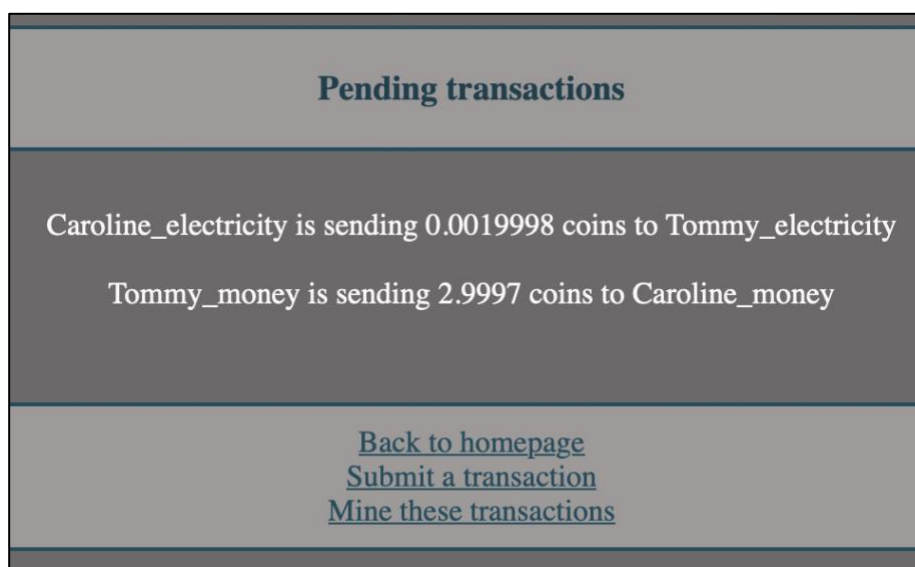 Pending transactions
Caroline_electricity is sending 0.0019998 coins to Tommy_electricity
Tommy_money is sending 2.9997 coins to Caroline_money
Back to homepage
Submit a transaction
Mine these transactions